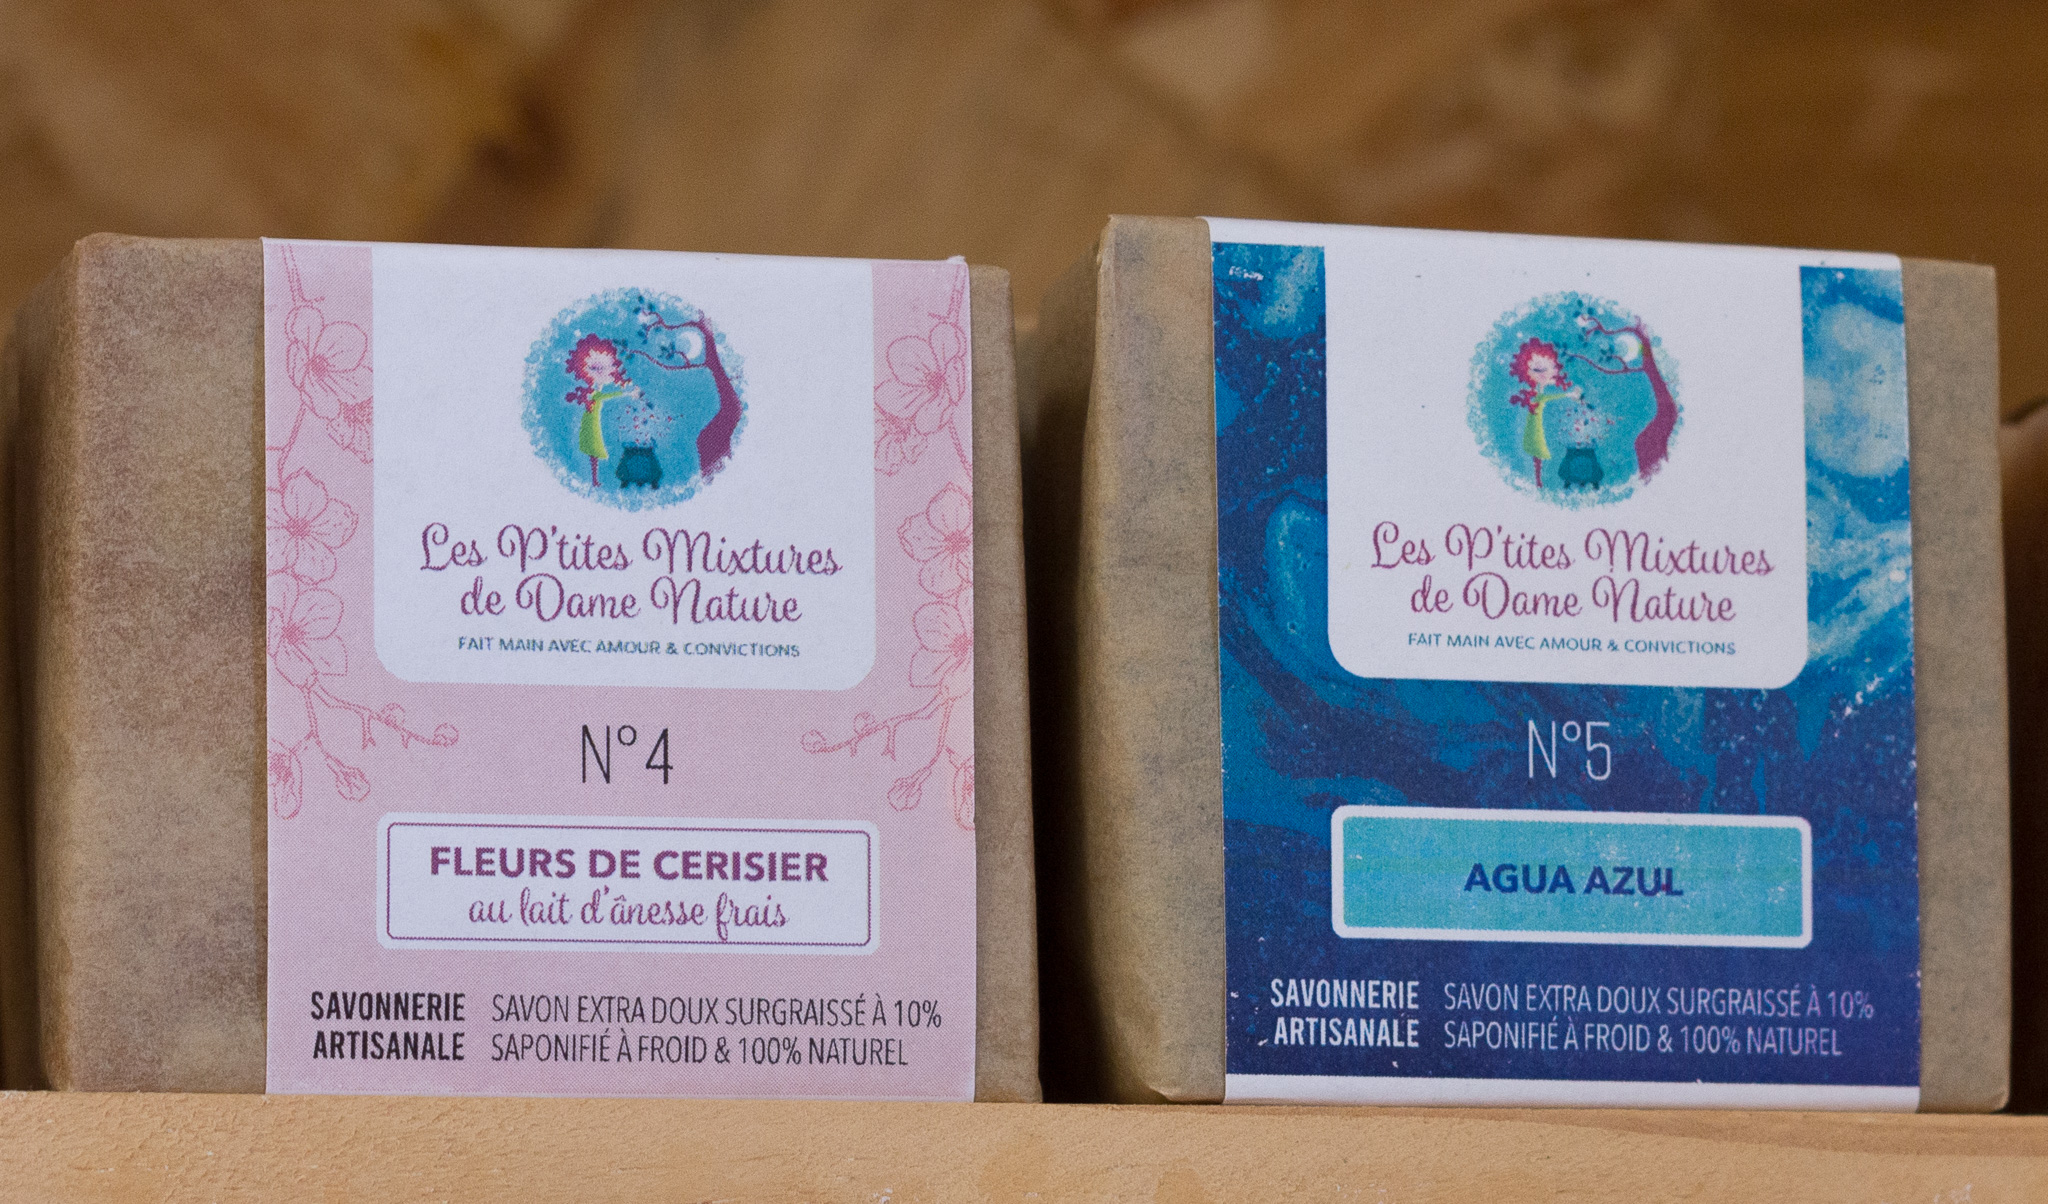 Les P'tites Mixtures
de Dame Nature
FAIT MAIN AVEC AMOUR & CONVICTIONS
N°4
FLEURS DE CERISIER
au lait d'ânesse frais
SAVONNERIE SAVON EXTRA DOUX SURGRAISSÉ À 10%
ARTISANALE SAPONIFIÉ À FROID & 100% NATUREL
Les P'tites Mixtures
de Dame Nature
FAIT MAIN AVEC AMOUR & CONVICTIONS
N°5
AGUA AZUL
SAVONNERIE SAVON EXTRA DOUX SURGRAISSÉ À 10%
ARTISANALE SAPONIFIÉ À FROID & 100% NATUREL